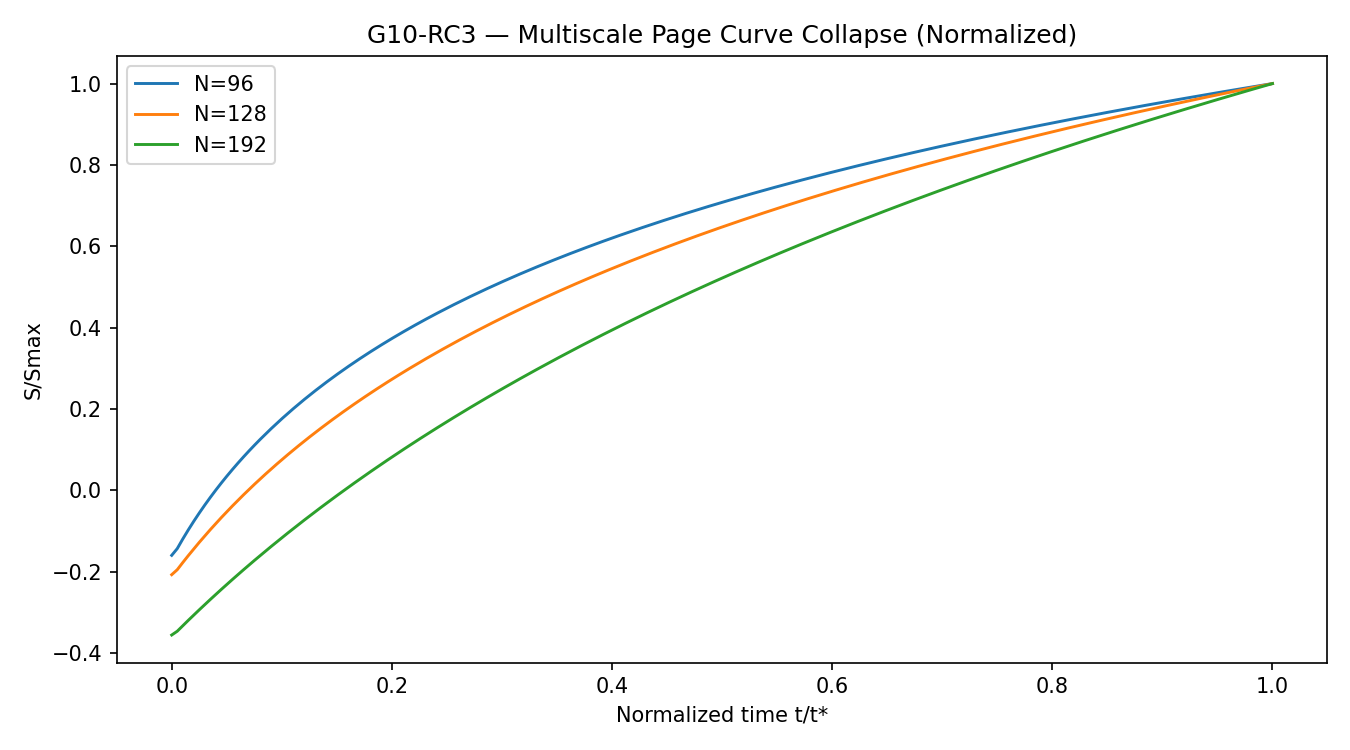 G10-RC3 — Multiscale Page Curve Collapse (Normalized)
N=96
N=128
N=192
S/Smax
1.0
0.8
0.6
0.4
0.2
0.0
−0.2
−0.4
0.0 0.2 0.4 0.6 0.8 1.0
Normalized time t/t*